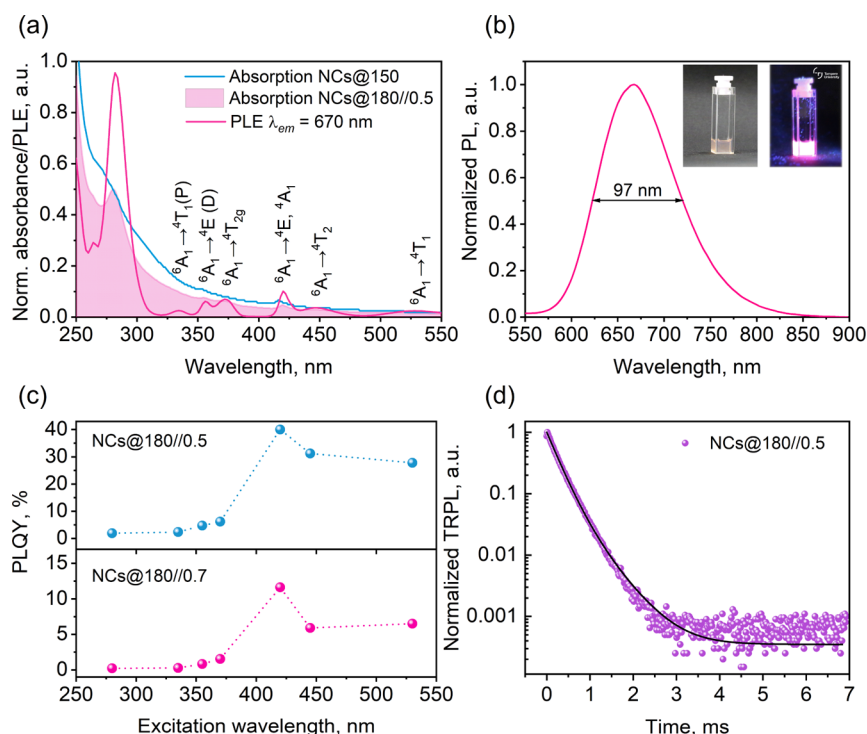 (a)
Norm. absorbance/PLE, a.u.
1.0
0.8
0.6
0.4
0.2
0.0
Absorption NCs@150
Absorption NCs@180//0.5
PLE λem = 670 nm
⁶A₁→⁴T₁(P)
⁶A₁→⁴E (D)
⁶A₁→⁴T₂g
⁶A₁→⁴E, ⁴A₁
⁶A₁→⁴T₂
⁶A₁→⁴T₁
250 300 350 400 450 500 550
Wavelength, nm
(b)
Normalized PL, a.u.
1.0
0.8
0.6
0.4
0.2
0.0
97 nm
550 600 650 700 750 800 850 900
Wavelength, nm
(c)
PLQY, %
NCs@180//0.5
40
30
20
10
0
NCs@180//0.7
15
10
5
0
250 300 350 400 450 500 550
Excitation wavelength, nm
(d)
Normalized TRPL, a.u.
1
0.1
0.01
0.001
NCs@180//0.5
0 1 2 3 4 5 6 7
Time, ms